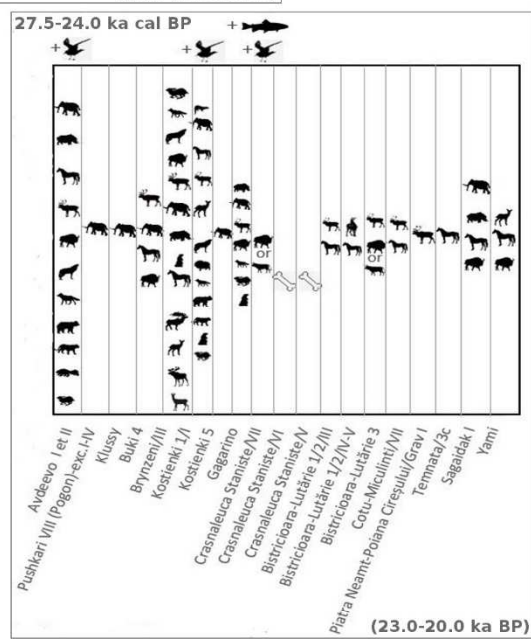 27.5-24.0 ka cal BP
+
+
+
+
or
or
Avdeevo I et II
Pushkari VIII (Pogon)-exc.I-IV
Klussy
Buki 4
Brynzeni/III
Kostienki 1/I
Kostienki 5
Gagarino
Crasnaleuca Staniste/VII
Crasnaleuca Staniste/VI
Crasnaleuca Staniste/V
Bistricioara-Lutărie 1/2/III
Bistricioara-Lutărie 1/2/IV-V
Bistricioara-Lutărie 3
Cotu-Miculinti/VII
Piatra Neamt-Poiana Cireșului/Grav I
Temnata/3c
Sagaidak I
Yami
(23.0-20.0 ka BP)